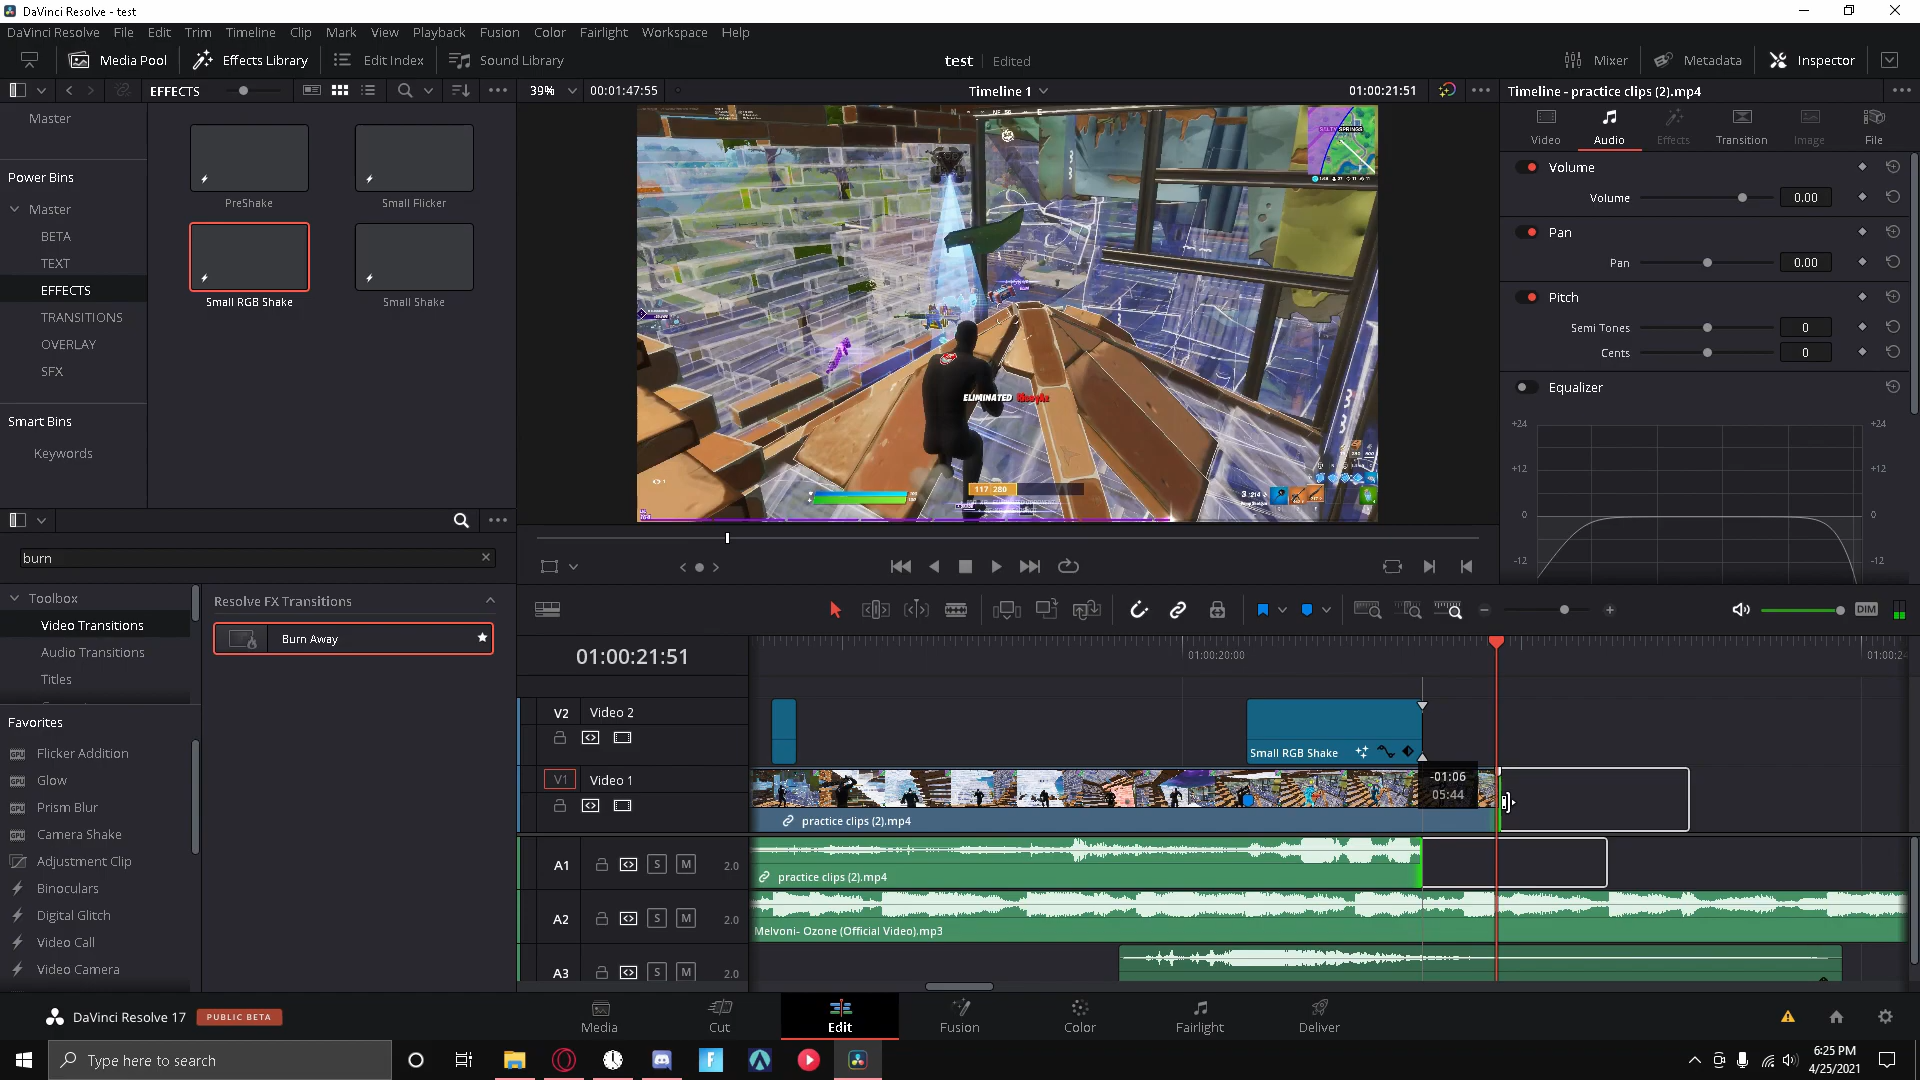 DaVinci Resolve - test
DaVinci Resolve File Edit Trim Timeline Clip Mark View Playback Fusion Color Fairlight Workspace Help
Media Pool Effects Library Edit Index Sound Library test Edited Mixer Metadata Inspector
EFFECTS 39% 00:01:47:55 Timeline 1 01:00:21:51 Timeline - practice clips (2).mp4
Master
Power Bins
Master
BETA
TEXT
EFFECTS
TRANSITIONS
OVERLAY
SFX
Smart Bins
Keywords
PreShake
Small Flicker
Small RGB Shake
Small Shake
SALTY SPRINGS
ELIMINATED
117 280
Video Audio Effects Transition Image File
Volume
Volume 0.00
Pan
Pan 0.00
Pitch
Semi Tones 0
Cents 0
Equalizer
+24 +24
+12 +12
0 0
-12 -12
burn
Toolbox
Video Transitions
Audio Transitions
Titles
Resolve FX Transitions
Burn Away
Favorites
Flicker Addition
Glow
Prism Blur
Camera Shake
Adjustment Clip
Binoculars
Digital Glitch
Video Call
Video Camera
DIM
01:00:21:51
01:00:20:00
V2 Video 2
Small RGB Shake
V1 Video 1
-01:06
05:44
practice clips (2).mp4
A1 S M 2.0
practice clips (2).mp4
A2 S M 2.0
Melvoni- Ozone (Official Video).mp3
A3 S M 2.0
DaVinci Resolve 17 PUBLIC BETA
Media Cut Edit Fusion Color Fairlight Deliver
Type here to search
6:25 PM
4/25/2021